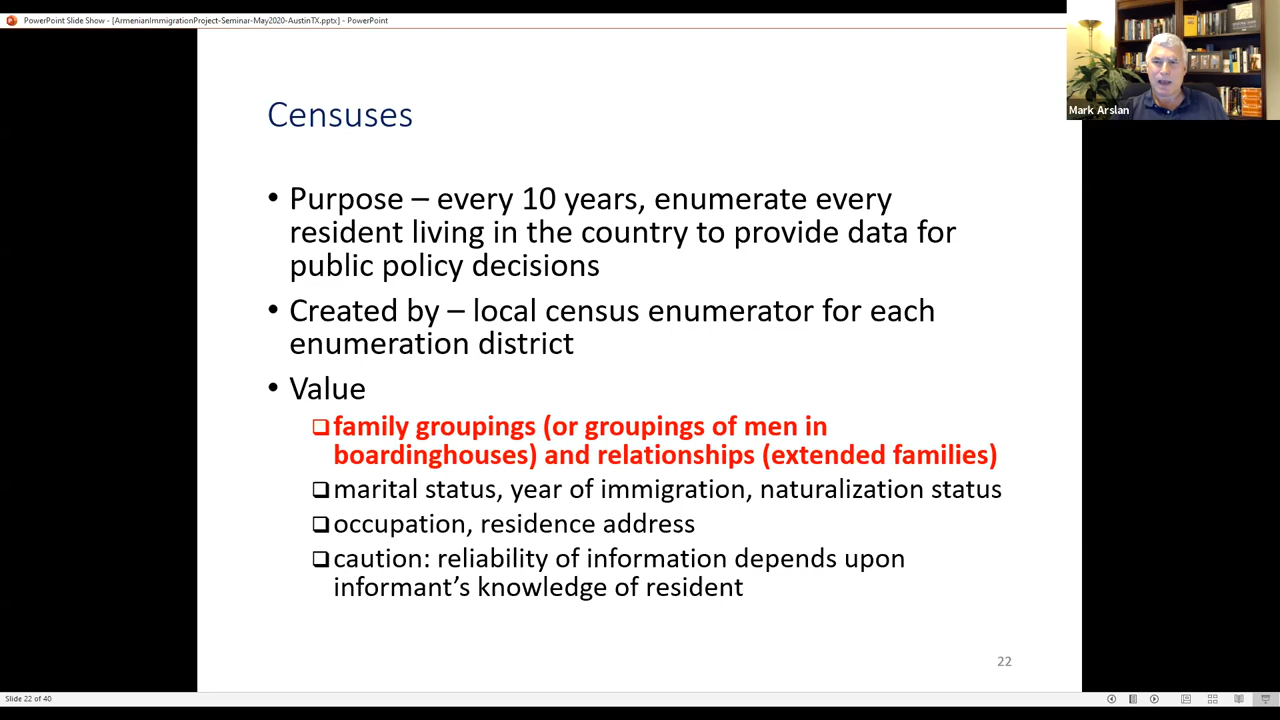 PowerPoint Slide Show - [ArmenianImmigrationProject-Seminar-May2020-AustinTX.pptx] - PowerPoint
Mark Arslan
Censuses
• Purpose – every 10 years, enumerate every
resident living in the country to provide data for
public policy decisions
• Created by – local census enumerator for each
enumeration district
• Value
❑family groupings (or groupings of men in
boardinghouses) and relationships (extended families)
❑marital status, year of immigration, naturalization status
❑occupation, residence address
❑caution: reliability of information depends upon
informant’s knowledge of resident
22
Slide 22 of 40